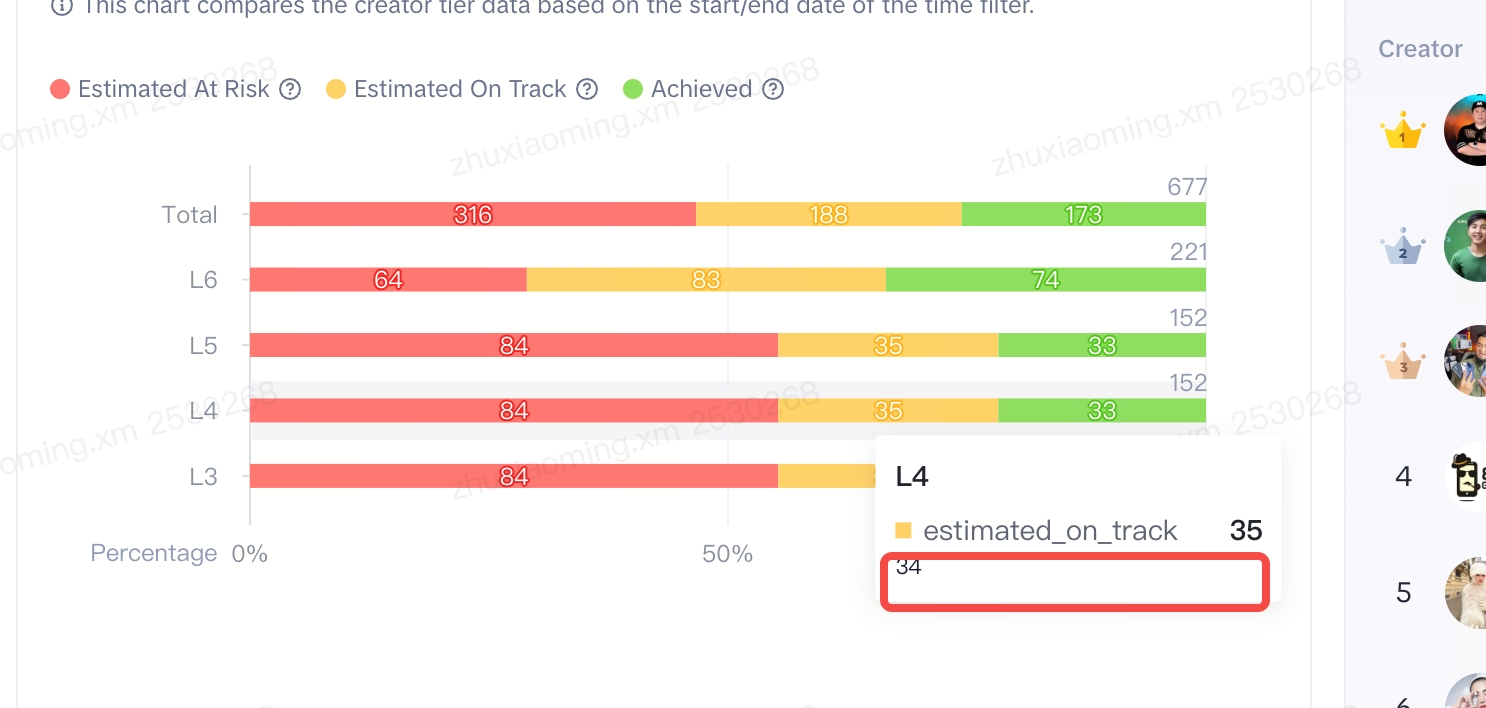 This chart compares the creator tier data based on the start/end date of the time filter.
Creator
Estimated At Risk ? Estimated On Track ? Achieved ?
zhuxiaoming.xm 2530268
1
677
Total 316 188 173
221
L6 64 83 74
2
152
L5 84 35 33
3
152
L4 84 35 33
L3 84
L4
4
estimated_on_track 35
34
Percentage 0% 50%
5